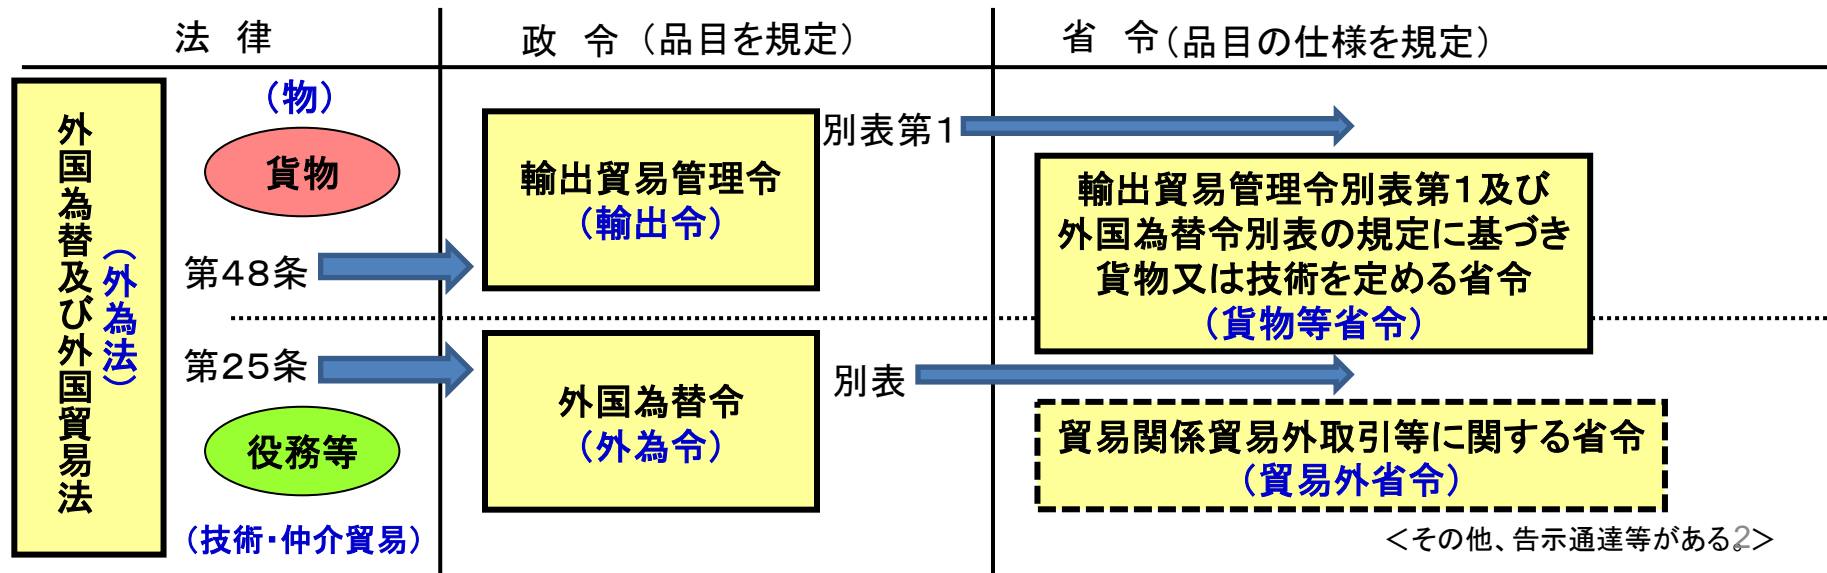 法 律
政 令 (品目を規定)
省 令(品目の仕様を規定)
外国為替及び外国貿易法
(外為法)
(物)
貨物
第48条
第25条
役務等
(技術・仲介貿易)
輸出貿易管理令
(輸出令)
別表第1
外国為替令
(外為令)
別表
輸出貿易管理令別表第1及び
外国為替令別表の規定に基づき
貨物又は技術を定める省令
(貨物等省令)
貿易関係貿易外取引等に関する省令
(貿易外省令)
<その他、告示通達等がある。>
2